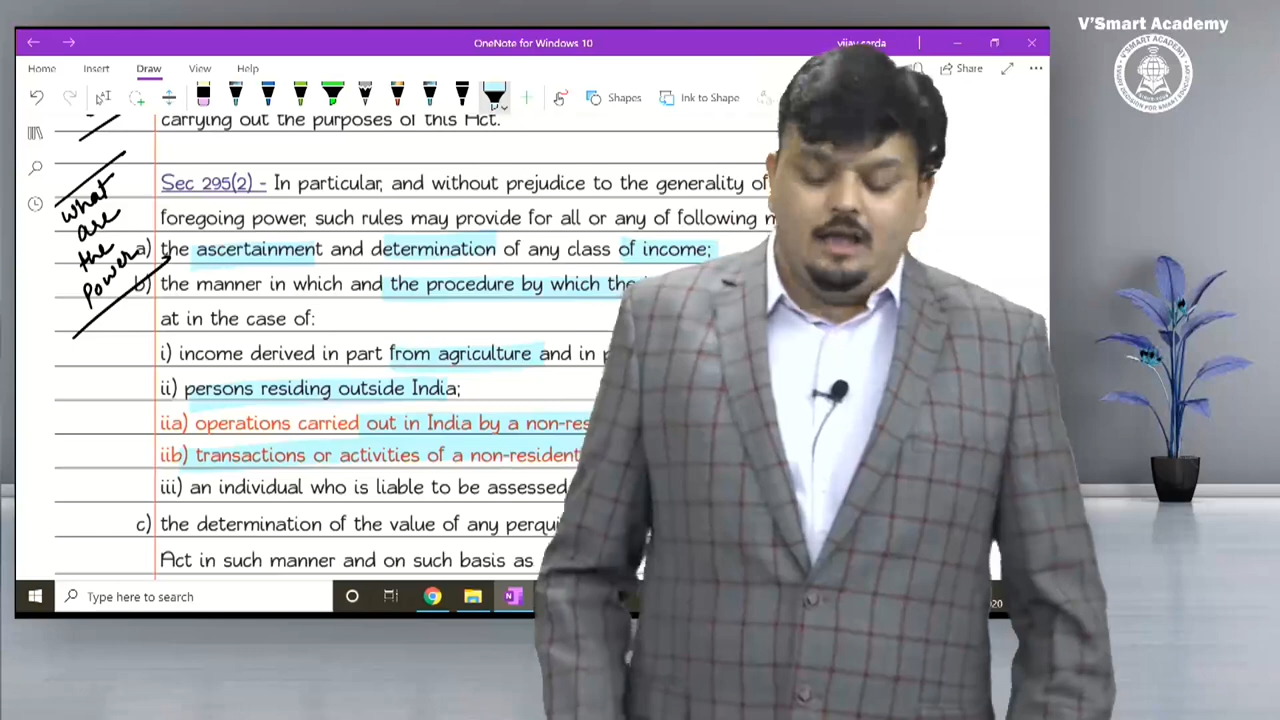 V'Smart Academy
OneNote for Windows 10
vijay sarda
Home Insert Draw View Help
Share
Shapes
Ink to Shape
carrying out the purposes of this Act.
Sec 295(2) - In particular, and without prejudice to the generality of
foregoing power, such rules may provide for all or any of following
what
are
the
Power
a) the ascertainment and determination of any class of income;
b) the manner in which and the procedure by which the
at in the case of:
i) income derived in part from agriculture and in
ii) persons residing outside India;
iia) operations carried out in India by a non-res
iib) transactions or activities of a non-resident
iii) an individual who is liable to be assessed
c) the determination of the value of any perqui
Act in such manner and on such basis as
Type here to search
20